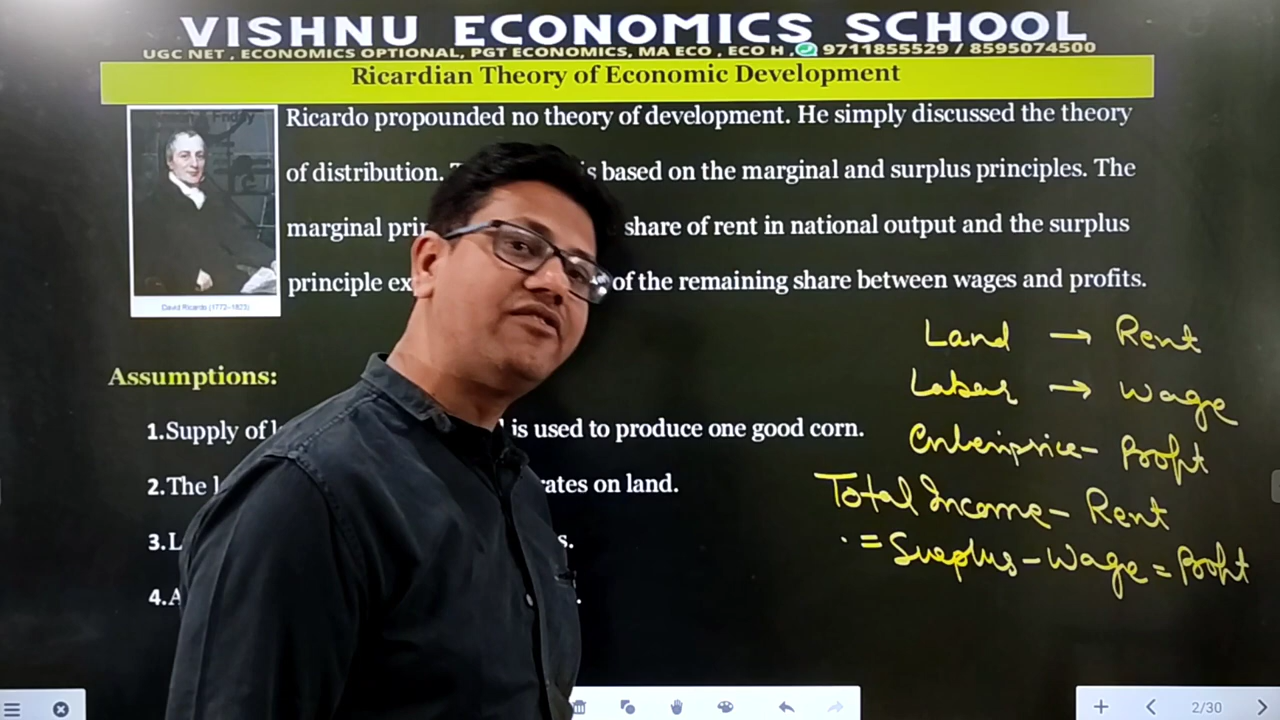 VISHNU ECONOMICS SCHOOL
UGC NET , ECONOMICS OPTIONAL, PGT ECONOMICS, MA ECO , ECO H , 9711855529 / 8595074500
Ricardian Theory of Economic Development
Ricardo propounded no theory of development. He simply discussed the theory
of distribution. based on the marginal and surplus principles. The
marginal share of rent in national output and the surplus
principle of the remaining share between wages and profits.
David Ricardo (1772–1823)
Assumptions:
1.Supply of is used to produce one good corn.
2.The on land.
3.L
4.A
Land → Rent
Labour → Wage
Enterprice – Profit
Total Income – Rent
= Surplus – Wage = Profit
2/30